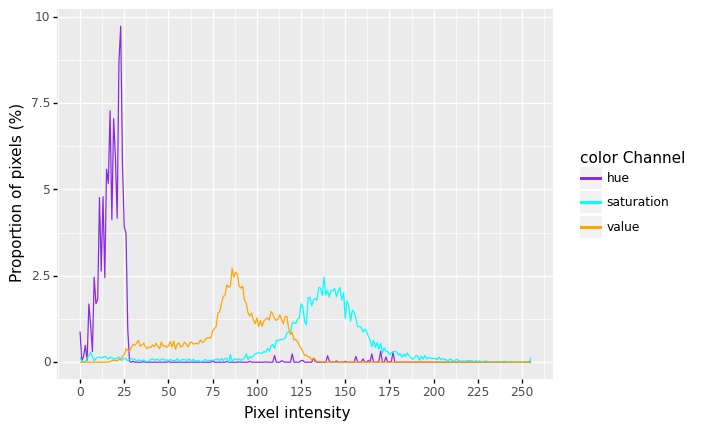 10
7.5
5
2.5
0
Proportion of pixels (%)
0
25
50
75
100
125
150
175
200
225
250
Pixel intensity
color Channel
hue
saturation
value